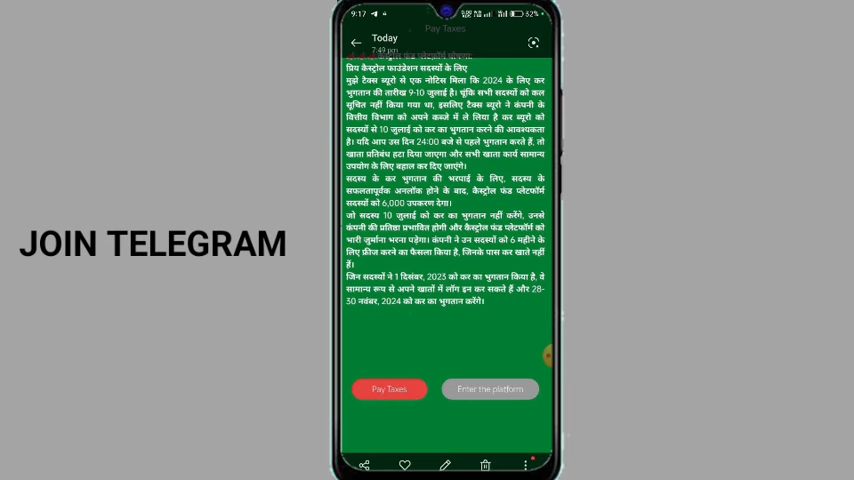 9:17
52%
Pay Taxes
Today
7:49 pm
कैस्ट्रोल फंड प्लेटफॉर्म घोषणा:
प्रिय कैस्ट्रोल फाउंडेशन सदस्यों के लिए
मुझे टैक्स ब्यूरो से एक नोटिस मिला कि 2024 के लिए कर
भुगतान की तारीख 9-10 जुलाई है। चूंकि सभी सदस्यों को कल
सूचित नहीं किया गया था, इसलिए टैक्स ब्यूरो ने कंपनी के
वित्तीय विभाग को अपने कब्जे में ले लिया है कर ब्यूरो को
सदस्यों से 10 जुलाई को कर का भुगतान करने की आवश्यकता
है। यदि आप उस दिन 24:00 बजे से पहले भुगतान करते हैं, तो
खाता प्रतिबंध हटा दिया जाएगा और सभी खाता कार्य सामान्य
उपयोग के लिए बहाल कर दिए जाएंगे।
सदस्य के कर भुगतान की भरपाई के लिए, सदस्य के
सफलतापूर्वक अनलॉक होने के बाद, कैस्ट्रोल फंड प्लेटफॉर्म
सदस्यों को 6,000 उपकरण देगा।
जो सदस्य 10 जुलाई को कर का भुगतान नहीं करेंगे, उनसे
कंपनी की प्रतिष्ठा प्रभावित होगी और कैस्ट्रोल फंड प्लेटफॉर्म को
भारी जुर्माना भरना पड़ेगा। कंपनी ने उन सदस्यों को 6 महीने के
लिए फ्रीज करने का फैसला किया है, जिनके पास कर खाते नहीं
हैं।
जिन सदस्यों ने 1 दिसंबर, 2023 को कर का भुगतान किया है, वे
सामान्य रूप से अपने खातों में लॉग इन कर सकते हैं और 28-
30 नवंबर, 2024 को कर का भुगतान करेंगे।
JOIN TELEGRAM
Pay Taxes
Enter the platform